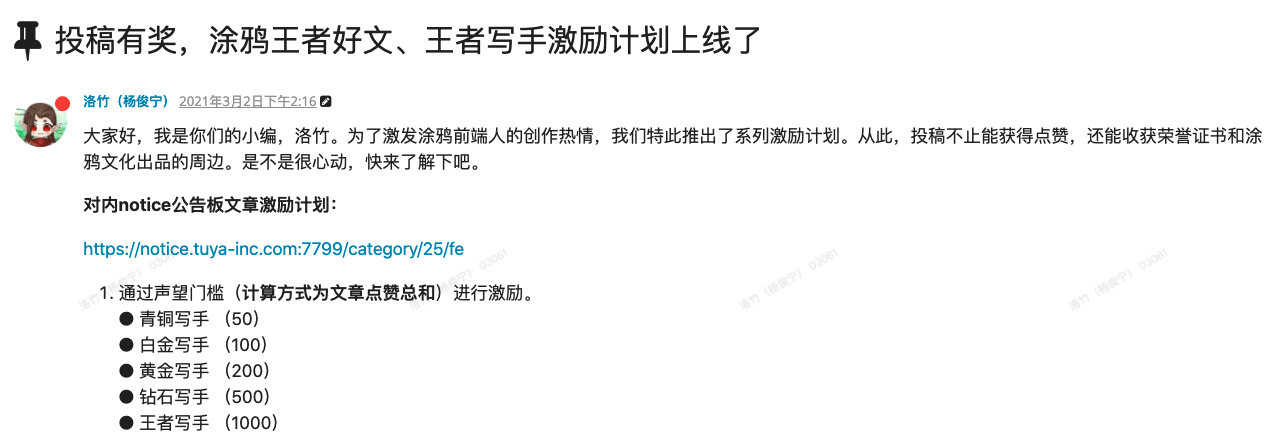 投稿有奖，涂鸦王者好文、王者写手激励计划上线了
洛竹（杨俊宁） 2021年3月2日下午2:16
大家好，我是你们的小编，洛竹。为了激发涂鸦前端人的创作热情，我们特此推出了系列激励计划。从此，投稿不止能获得点赞，还能收获荣誉证书和涂
鸦文化出品的周边。是不是很心动，快来了解下吧。
对内notice公告板文章激励计划：
https://notice.tuya-inc.com:7799/category/25/fe
洛竹（杨俊宁） 03061
洛竹（杨俊宁） 03061
洛竹（杨俊宁） 03061
洛竹（杨俊宁） 03061
1. 通过声望门槛（计算方式为文章点赞总和）进行激励。
● 青铜写手 （50）
● 白金写手 （100）
● 黄金写手 （200）
● 钻石写手 （500）
● 王者写手 （1000）